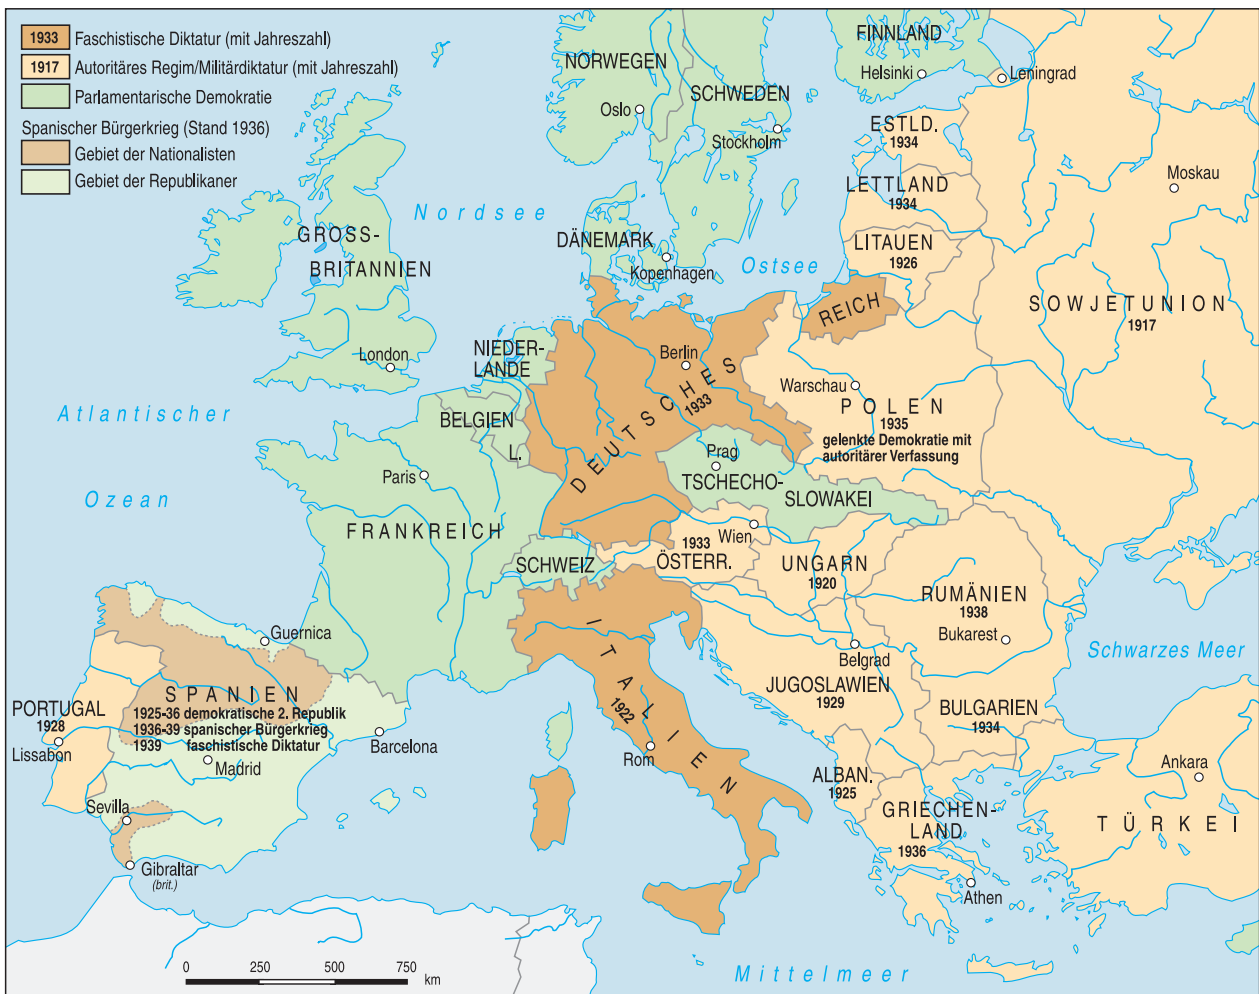 1933 Faschistische Diktatur (mit Jahreszahl)
1917 Autoritäres Regim/Militärdiktatur (mit Jahreszahl)
Parlamentarische Demokratie
Spanischer Bürgerkrieg (Stand 1936)
Gebiet der Nationalisten
Gebiet der Republikaner
NORWEGEN
Oslo
SCHWEDEN
Stockholm
FINNLAND
Helsinki
Leningrad
ESTLD.
1934
LETTLAND
1934
LITAUEN
1926
Moskau
SOWJETUNION
1917
Nordsee
Ostsee
DÄNEMARK
Kopenhagen
GROSS-
BRITANNIEN
London
NIEDER-
LANDE
BELGIEN
L.
Atlantischer
Ozean
Paris
FRANKREICH
SCHWEIZ
DEUTSCHES
1933
REICH
Berlin
Warschau
POLEN
1935
gelenkte Demokratie mit
autoritärer Verfassung
Prag
TSCHECHO-
SLOWAKEI
Wien
1933
ÖSTERR.
UNGARN
1920
RUMÄNIEN
1938
Bukarest
Belgrad
JUGOSLAWIEN
1929
BULGARIEN
1934
Schwarzes Meer
ITALIEN
1922
Rom
ALBAN.
1925
GRIECHEN-
LAND
1936
Athen
Ankara
TÜRKEI
Guernica
SPANIEN
1925-36 demokratische 2. Republik
1936-39 spanischer Bürgerkrieg
1939 faschistische Diktatur
PORTUGAL
1928
Lissabon
Madrid
Barcelona
Sevilla
Gibraltar
(brit.)
Mittelmeer
0 250 500 750
km